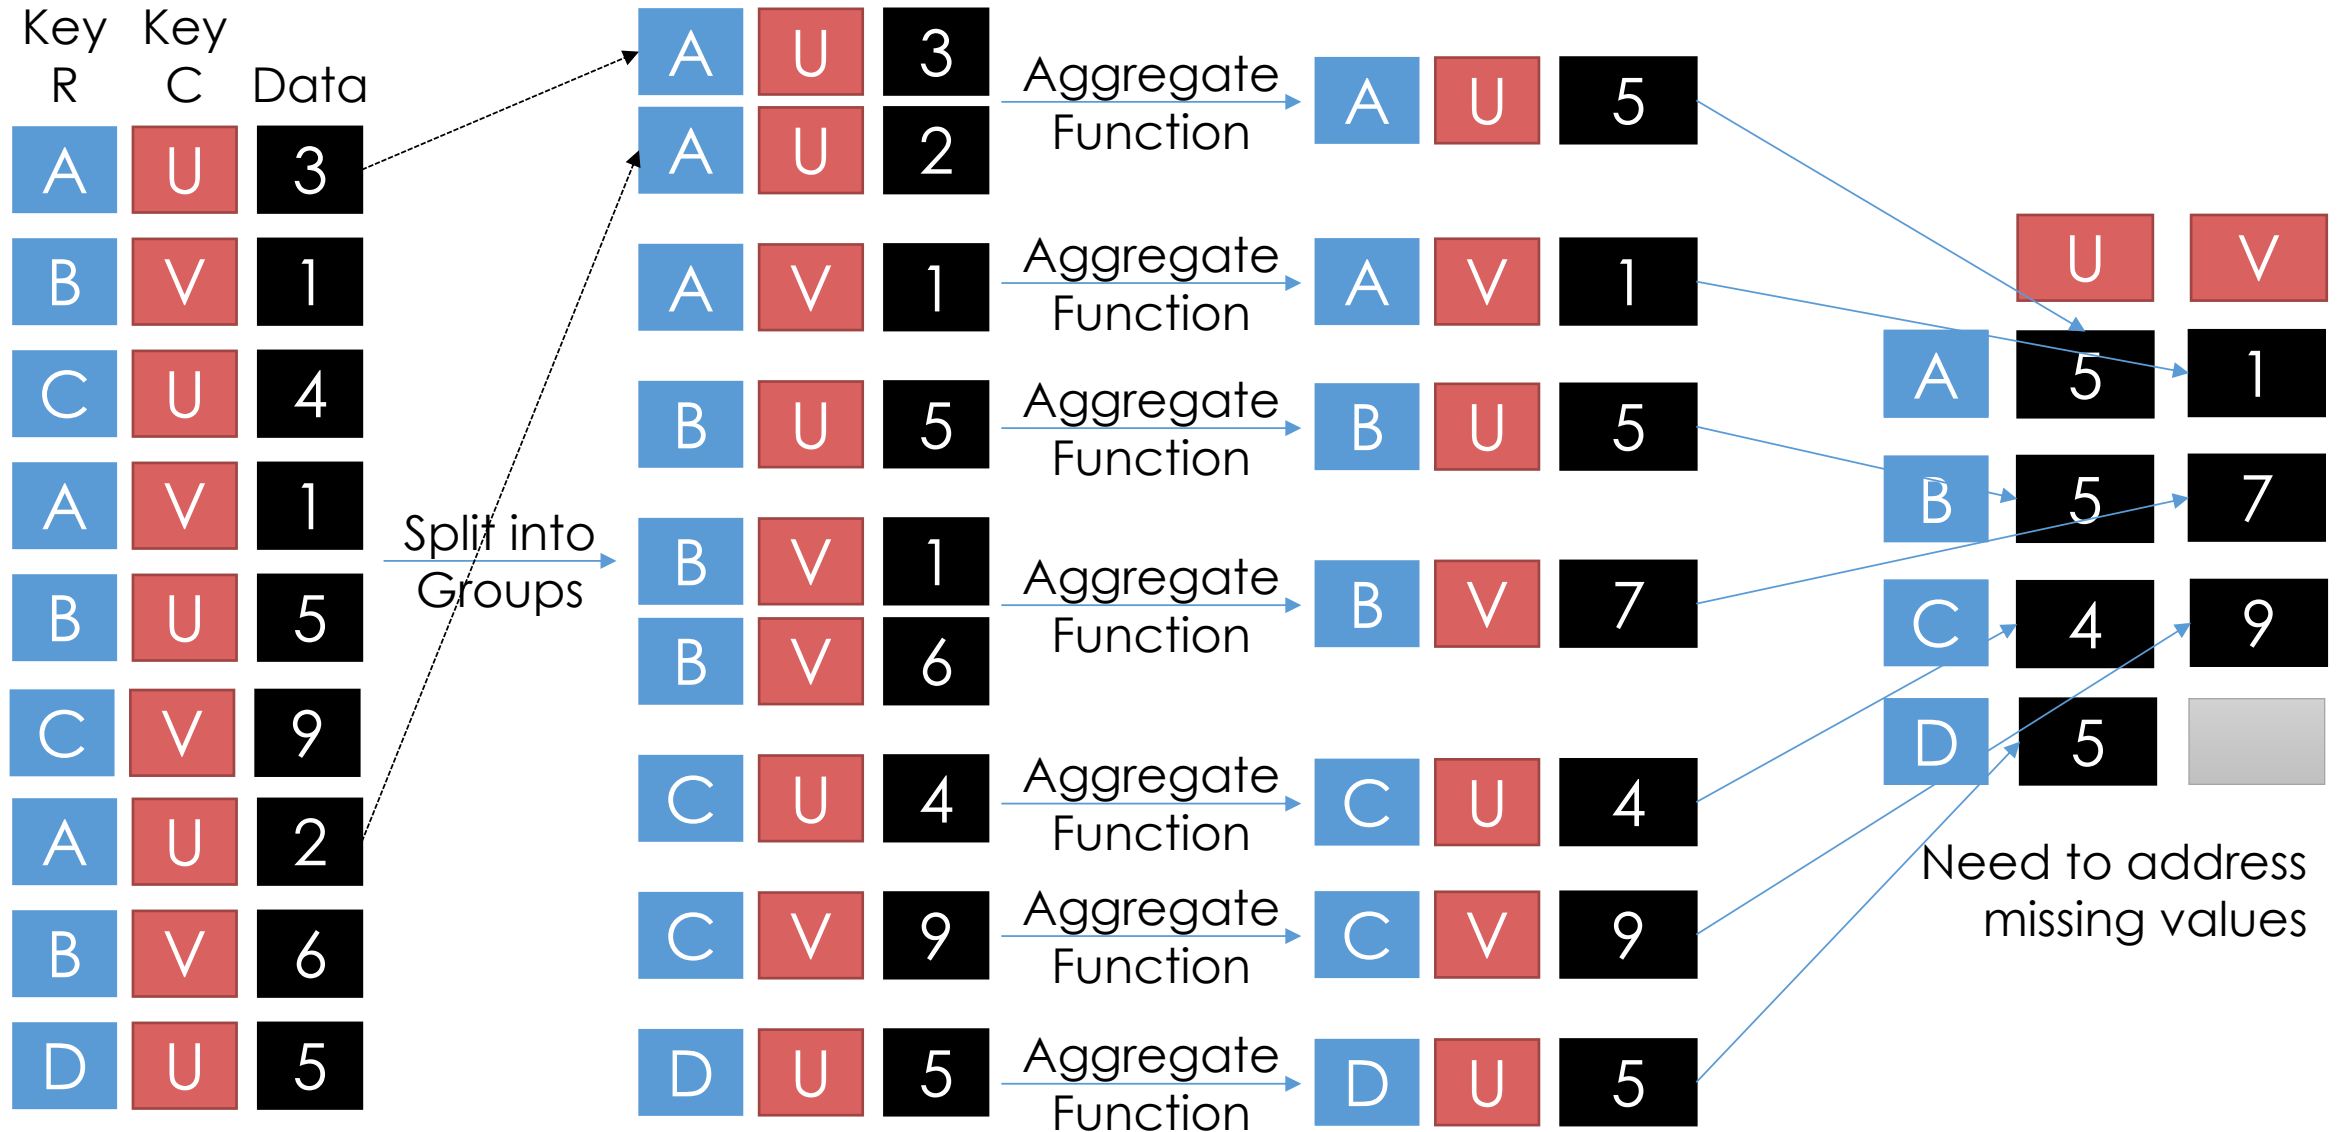 Key Key
R C Data
A U 3
B V 1
C U 4
A V 1
B U 5
C V 9
A U 2
B V 6
D U 5
Split into
Groups
A U 3
A U 2
A V 1
B U 5
B V 1
B V 6
C U 4
C V 9
D U 5
Aggregate
Function
Aggregate
Function
Aggregate
Function
Aggregate
Function
Aggregate
Function
Aggregate
Function
Aggregate
Function
A U 5
A V 1
B U 5
B V 7
C U 4
C V 9
D U 5
U V
A 5 1
B 5 7
C 4 9
D 5
Need to address
missing values